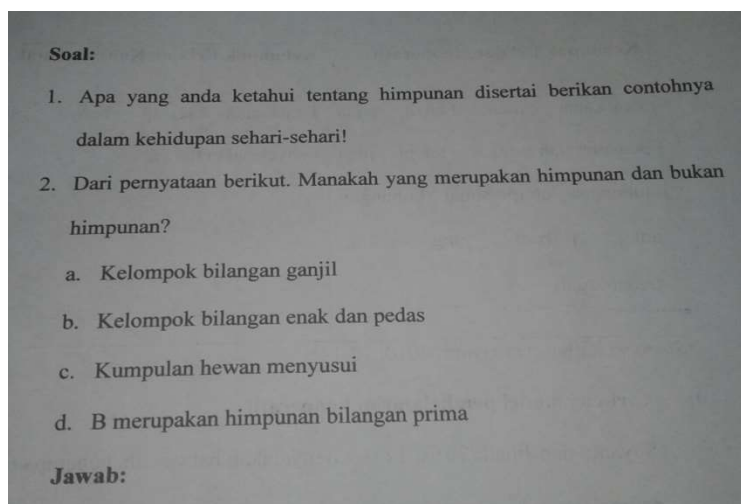 Soal:
1. Apa yang anda ketahui tentang himpunan disertai berikan contohnya
dalam kehidupan sehari-sehari!
2. Dari pernyataan berikut. Manakah yang merupakan himpunan dan bukan
himpunan?
a. Kelompok bilangan ganjil
b. Kelompok bilangan enak dan pedas
c. Kumpulan hewan menyusui
d. B merupakan himpunan bilangan prima
Jawab: